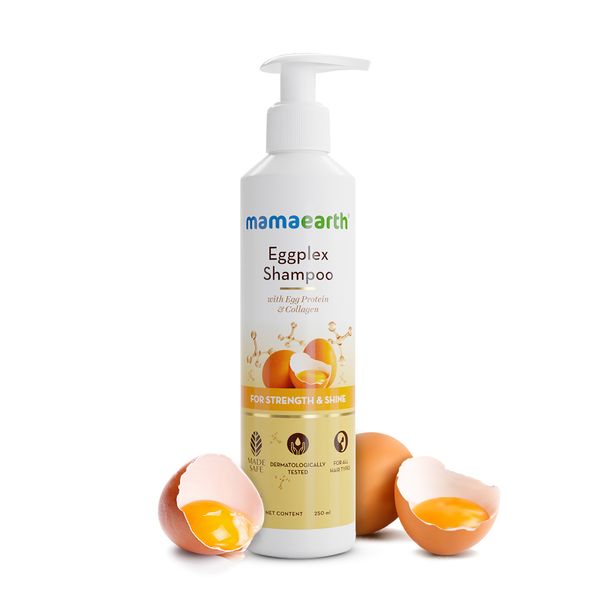 mamaearth®
Eggplex
Shampoo
with Egg Protein
& Collagen
FOR STRENGTH & SHINE
MADE
SAFE
DERMATOLOGICALLY
TESTED
FOR ALL
HAIR TYPES
NET CONTENT 250 ml